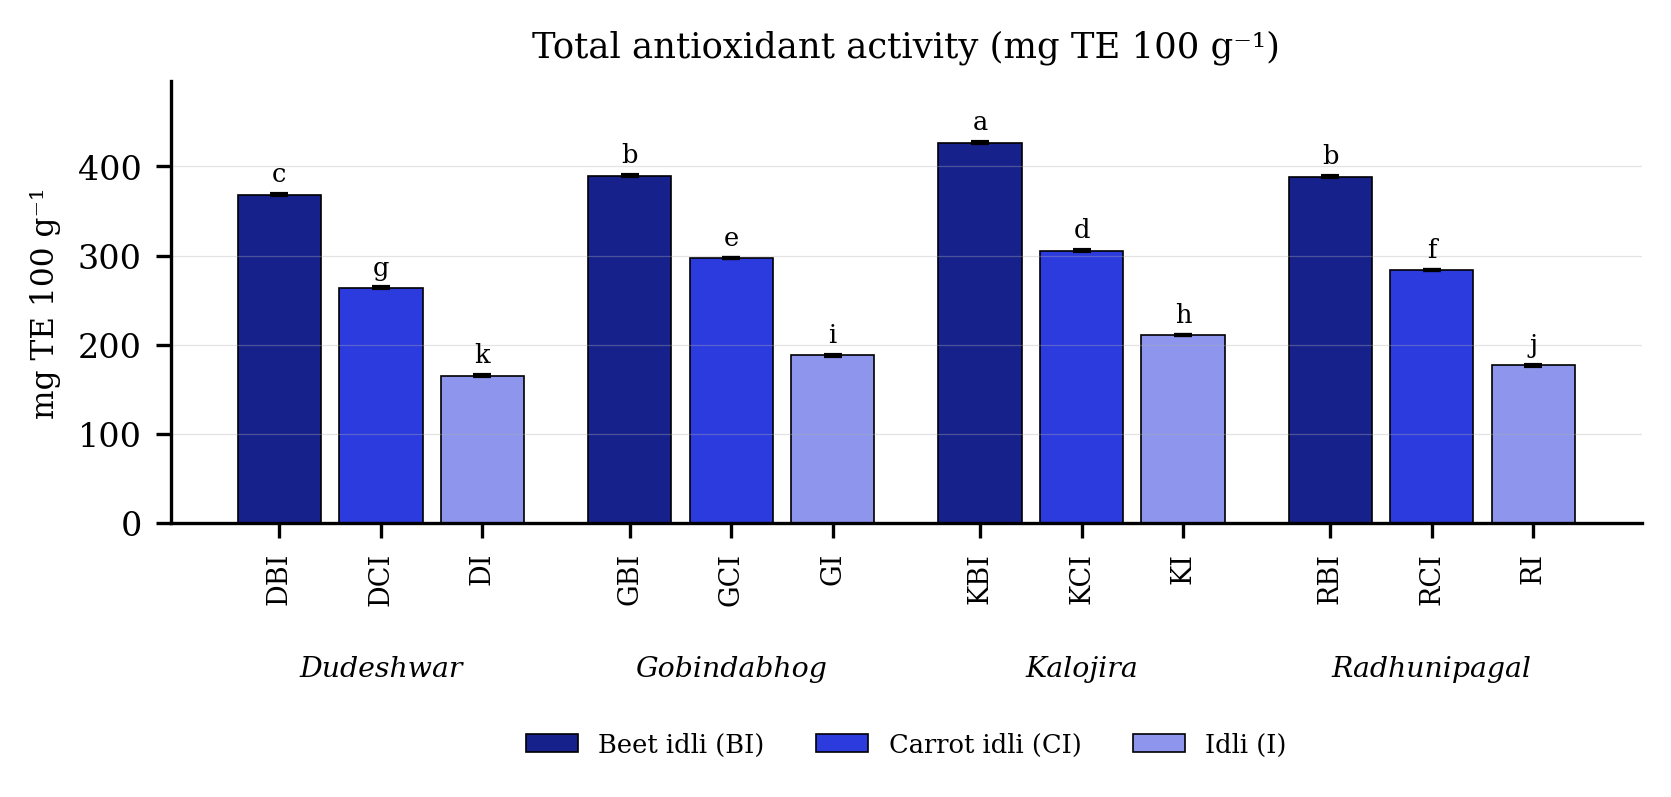 Total antioxidant activity (mg TE 100 g⁻¹)
mg TE 100 g⁻¹
400
300
200
100
0
c
g
k
b
e
i
a
d
h
b
f
j
DBI
DCI
DI
GBI
GCI
GI
KBI
KCI
KI
RBI
RCI
RI
Dudeshwar
Gobindabhog
Kalojira
Radhunipagal
Beet idli (BI)
Carrot idli (CI)
Idli (I)